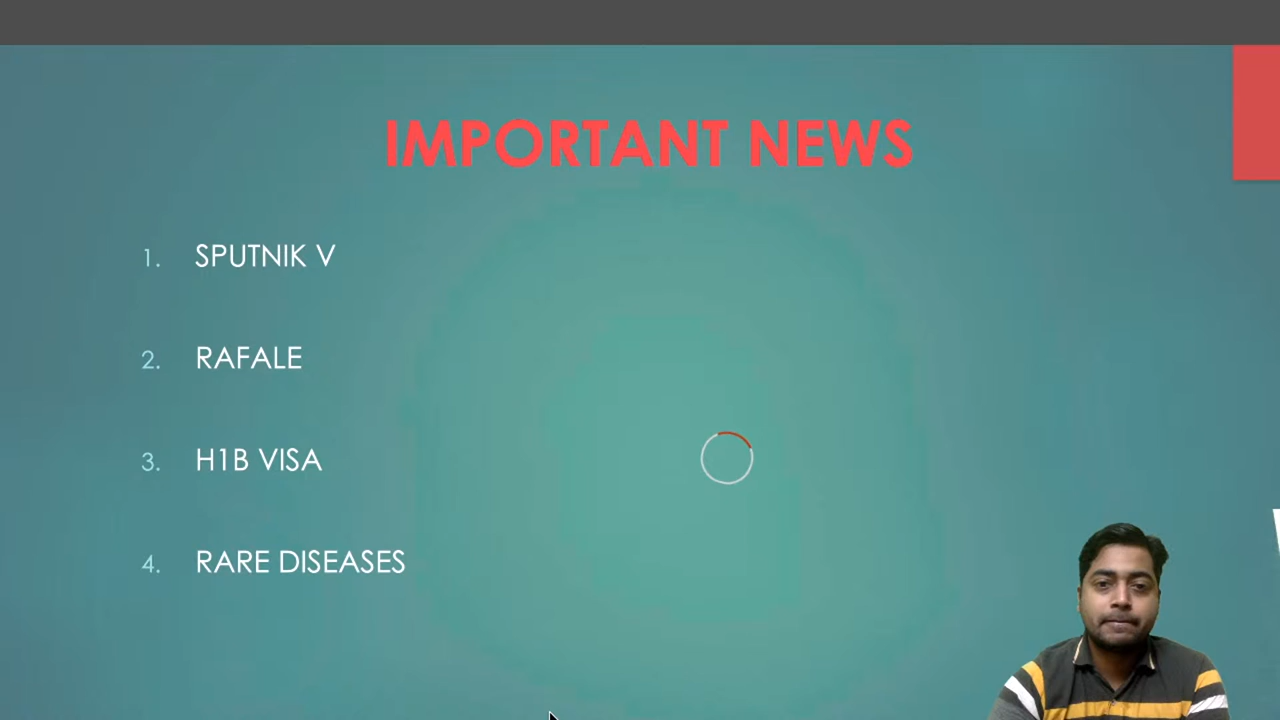 IMPORTANT NEWS
1. SPUTNIK V
2. RAFALE
3. H1B VISA
4. RARE DISEASES